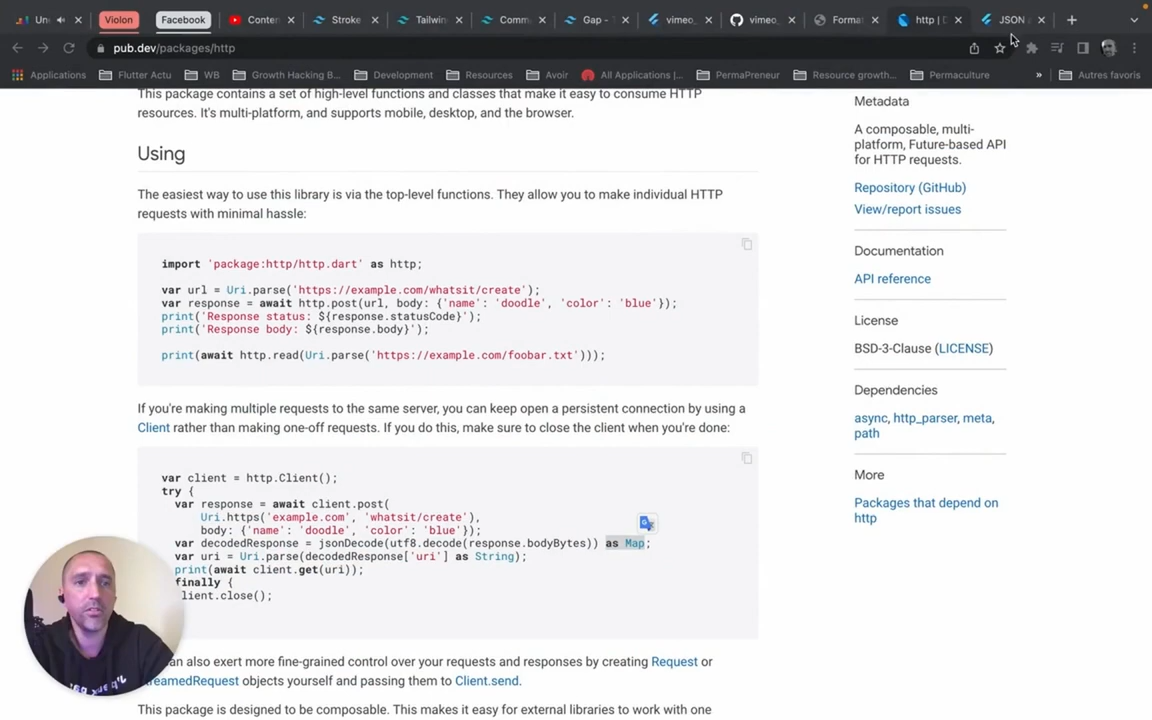 Un
Violon
Facebook
Conten
Stroke
Tailwin
Comm
Gap -
vimeo_
vimeo_
Format
http | D
JSON
pub.dev/packages/http
Applications
Flutter Actu
WB
Growth Hacking B...
Development
Resources
Avoir
All Applications |...
PermaPreneur
Resource growth...
Permaculture
»
Autres favoris
This package contains a set of high-level functions and classes that make it easy to consume HTTP
resources. It's multi-platform, and supports mobile, desktop, and the browser.
Using
The easiest way to use this library is via the top-level functions. They allow you to make individual HTTP
requests with minimal hassle:
import 'package:http/http.dart' as http;
var url = Uri.parse('https://example.com/whatsit/create');
var response = await http.post(url, body: {'name': 'doodle', 'color': 'blue'});
print('Response status: ${response.statusCode}');
print('Response body: ${response.body}');
print(await http.read(Uri.parse('https://example.com/foobar.txt')));
If you're making multiple requests to the same server, you can keep open a persistent connection by using a
Client rather than making one-off requests. If you do this, make sure to close the client when you're done:
var client = http.Client();
try {
var response = await client.post(
Uri.https('example.com', 'whatsit/create'),
body: {'name': 'doodle', 'color': 'blue'});
var decodedResponse = jsonDecode(utf8.decode(response.bodyBytes)) as Map;
var uri = Uri.parse(decodedResponse['uri'] as String);
print(await client.get(uri));
finally {
lient.close();
an also exert more fine-grained control over your requests and responses by creating Request or
reamedRequest objects yourself and passing them to Client.send.
This package is designed to be composable. This makes it easy for external libraries to work with one
Metadata
A composable, multi-
platform, Future-based API
for HTTP requests.
Repository (GitHub)
View/report issues
Documentation
API reference
License
BSD-3-Clause (LICENSE)
Dependencies
async, http_parser, meta,
path
More
Packages that depend on
http